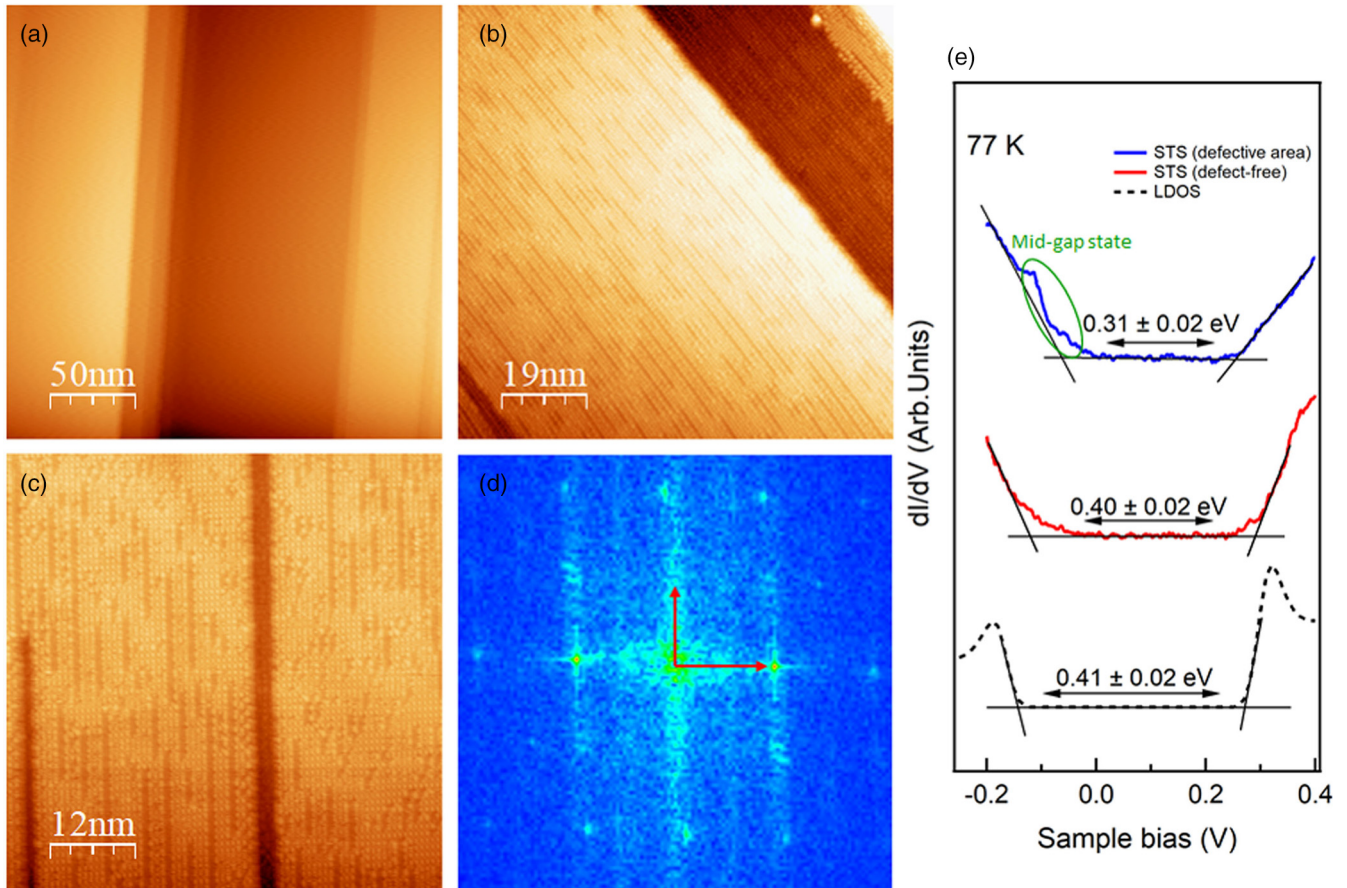 (a)
50nm
(b)
19nm
(c)
12nm
(d)
(e)
77 K
STS (defective area)
STS (defect-free)
LDOS
Mid-gap state
0.31 ± 0.02 eV
0.40 ± 0.02 eV
0.41 ± 0.02 eV
dI/dV (Arb.Units)
-0.2 0.0 0.2 0.4
Sample bias (V)